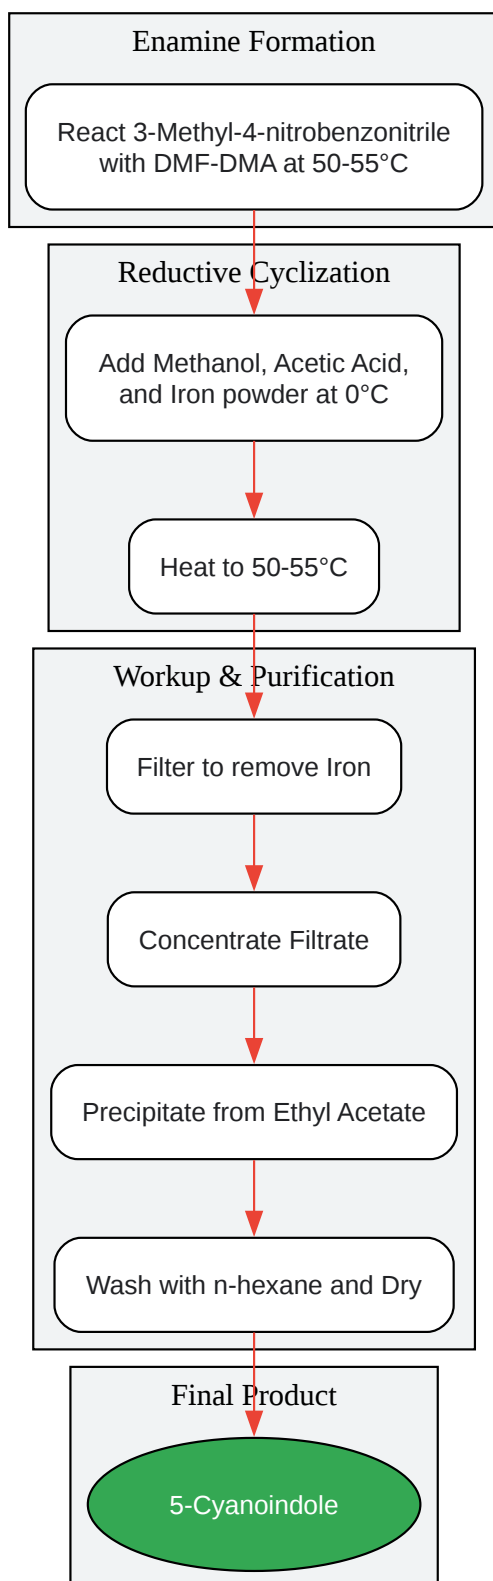 Enamine Formation
React 3-Methyl-4-nitrobenzonitrile
with DMF-DMA at 50-55°C
Reductive Cyclization
Add Methanol, Acetic Acid,
and Iron powder at 0°C
Heat to 50-55°C
Workup & Purification
Filter to remove Iron
Concentrate Filtrate
Precipitate from Ethyl Acetate
Wash with n-hexane and Dry
Final Product
5-Cyanoindole